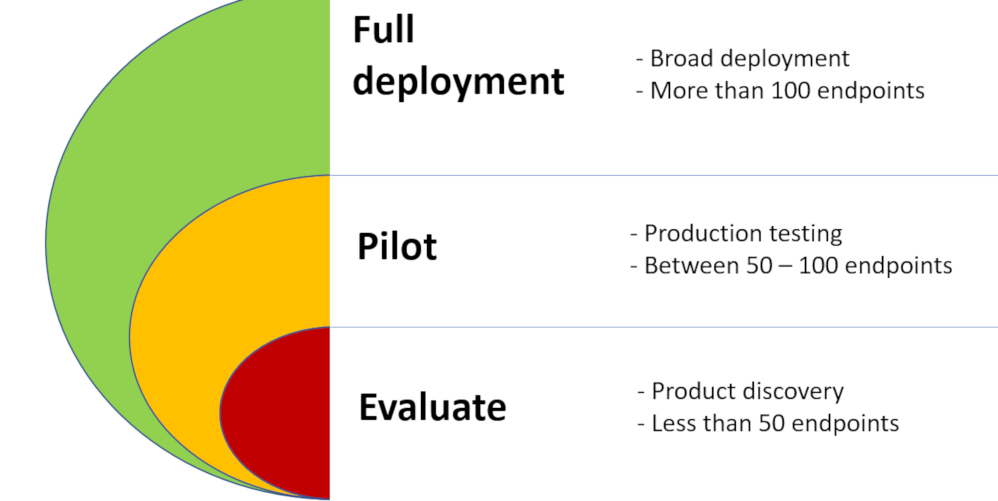 Full
deployment
- Broad deployment
- More than 100 endpoints
Pilot
- Production testing
- Between 50 – 100 endpoints
Evaluate
- Product discovery
- Less than 50 endpoints